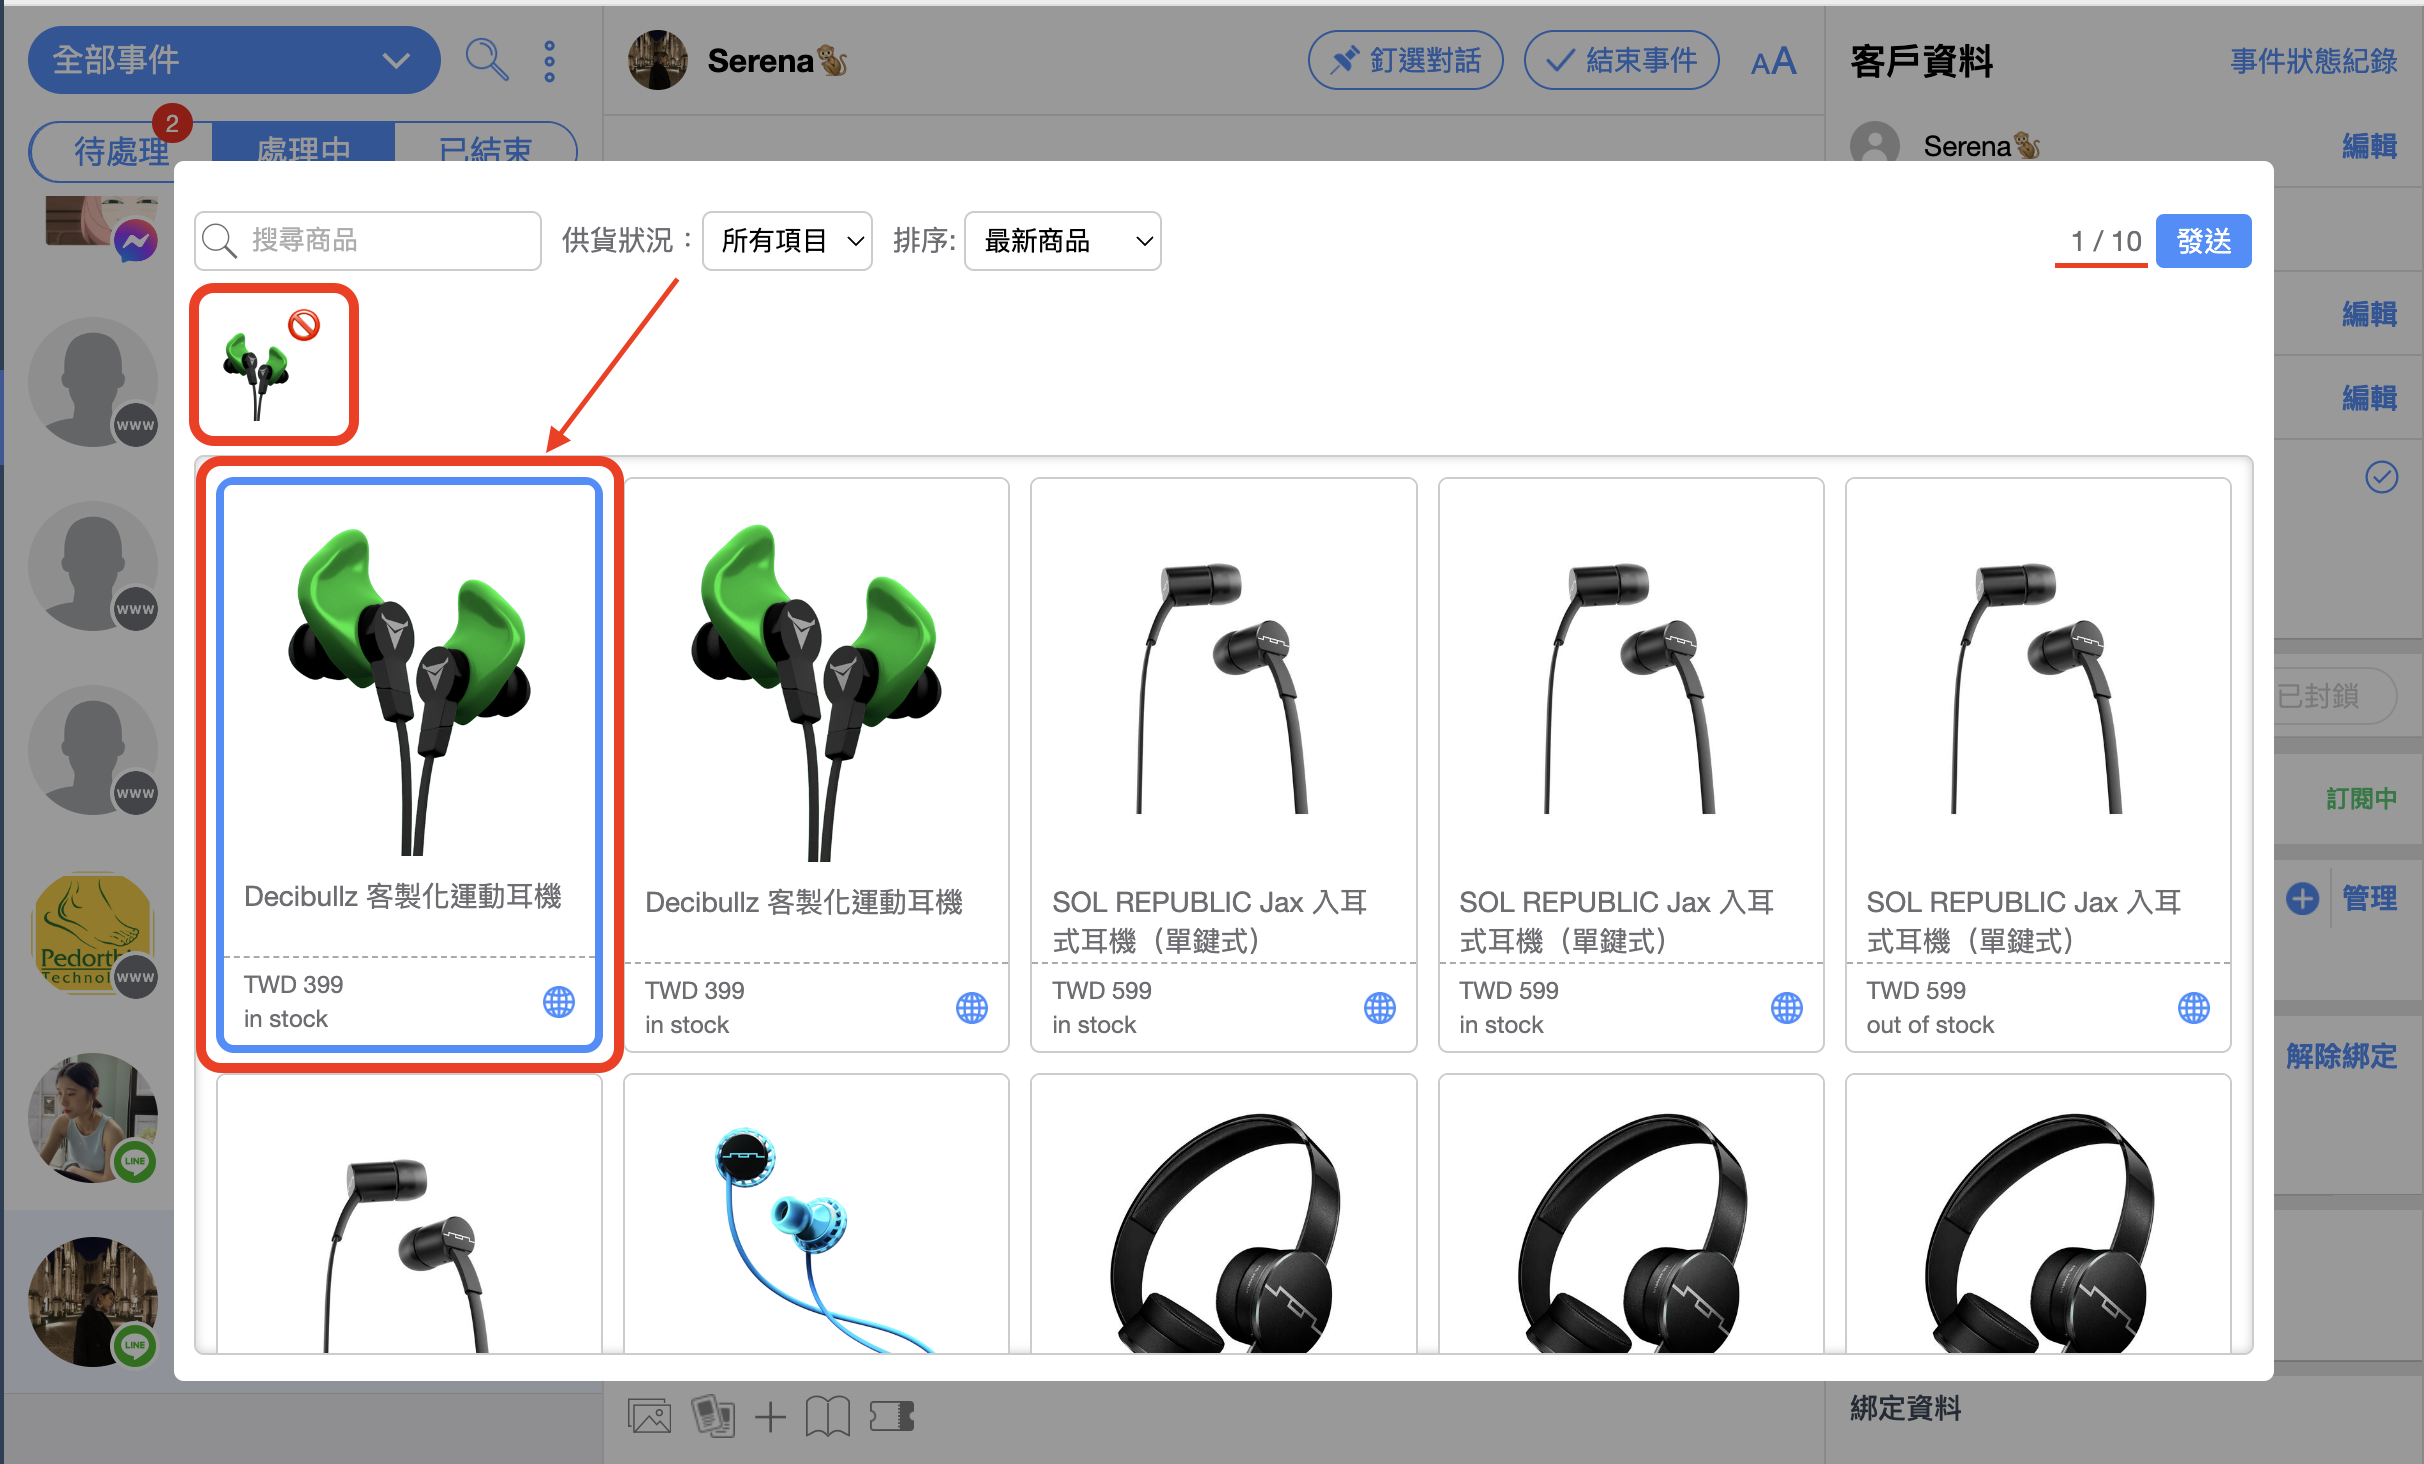 全部事件
Serena🐒
釘選對話
結束事件
AA
客戶資料
事件狀態紀錄
待處理
2
處理中
已結束
Serena🐒
編輯
搜尋商品
供貨狀況：
所有項目
排序:
最新商品
1 / 10
發送
編輯
編輯
www
www
www
已封鎖
訂閱中
管理
解除綁定
Decibullz 客製化運動耳機
TWD 399
in stock
Decibullz 客製化運動耳機
TWD 399
in stock
SOL REPUBLIC Jax 入耳
式耳機（單鍵式）
TWD 599
in stock
SOL REPUBLIC Jax 入耳
式耳機（單鍵式）
TWD 599
in stock
SOL REPUBLIC Jax 入耳
式耳機（單鍵式）
TWD 599
out of stock
www
LINE
LINE
綁定資料